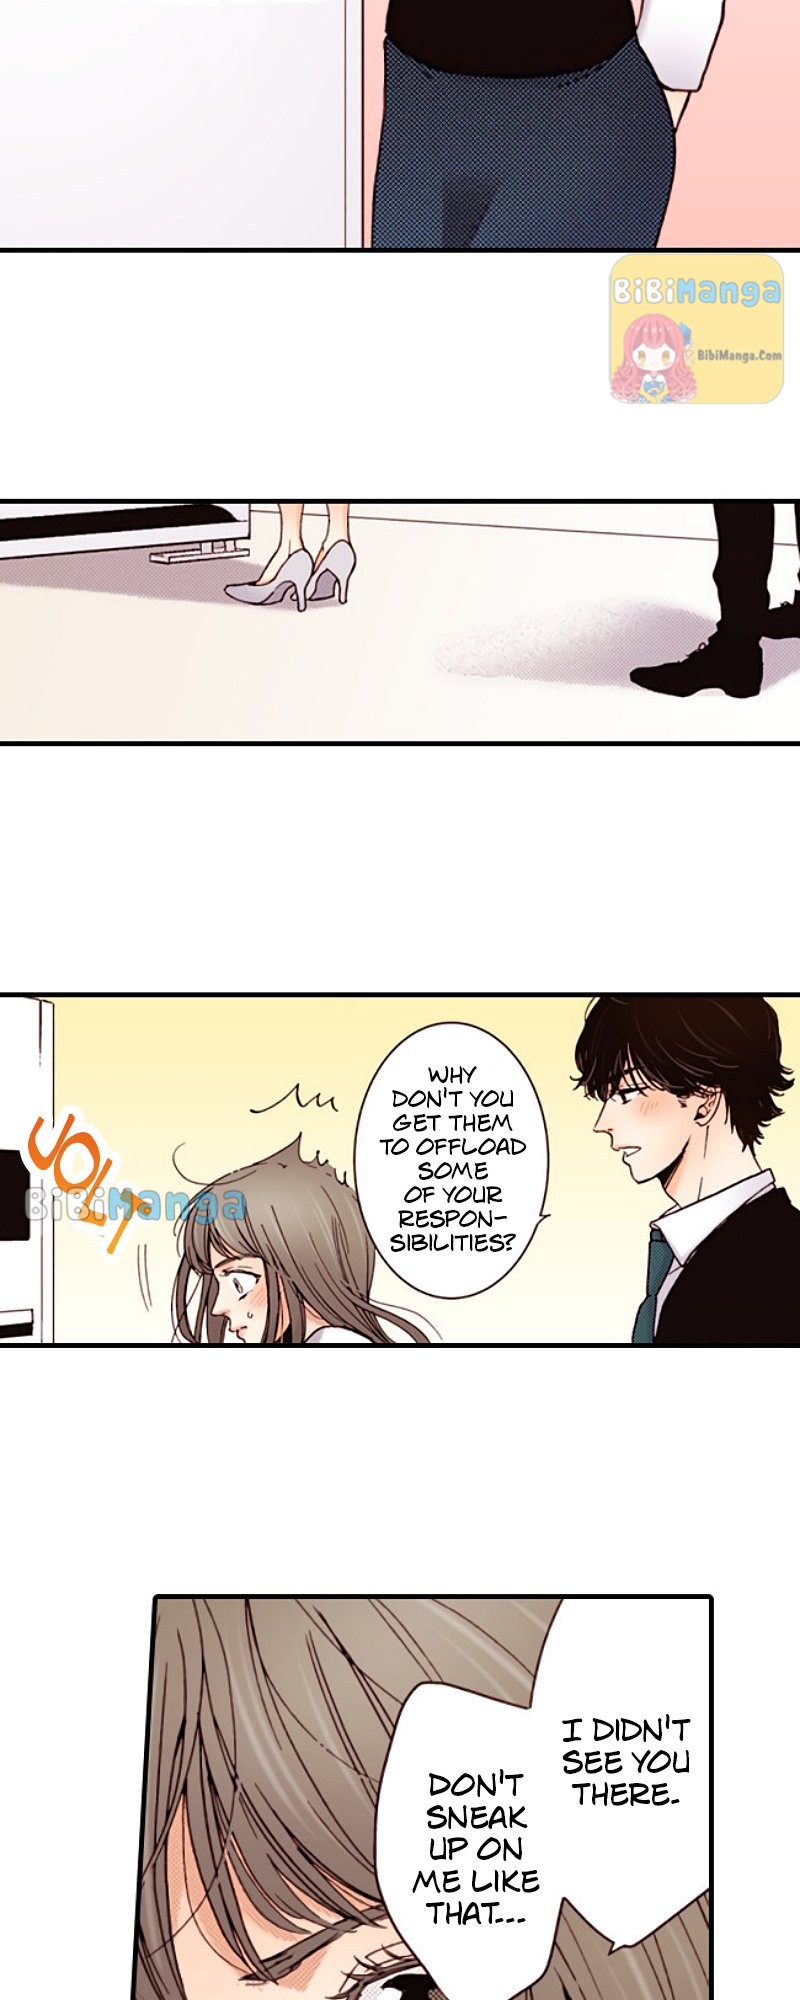 BiBiManga
BibiManga.Com
WHY
DON'T YOU
GET THEM
TO OFFLOAD
SOME
OF YOUR
RESPON-
SIBILITIES?
JOLT
BiBiManga
I DIDN'T
SEE YOU
THERE.
DON'T
SNEAK
UP ON
ME LIKE
THAT...